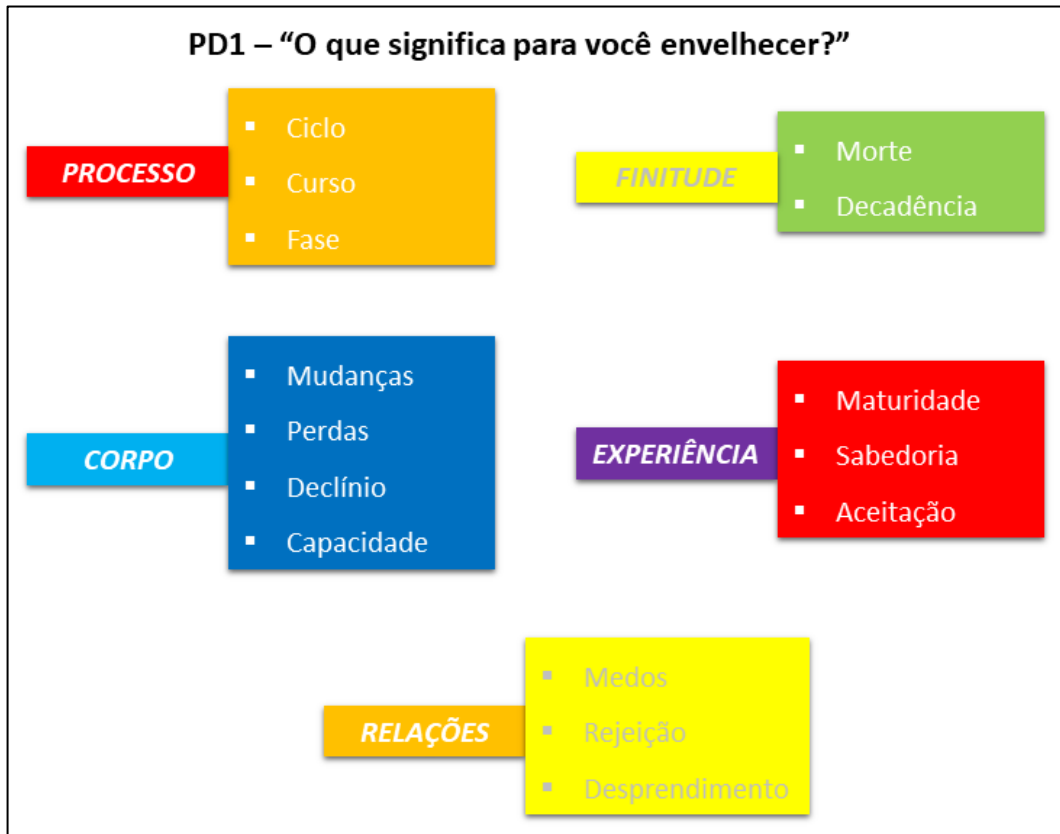 PD1 – “O que significa para você envelhecer?”
PROCESSO
▪ Ciclo
▪ Curso
▪ Fase
FINITUDE
▪ Morte
▪ Decadência
CORPO
▪ Mudanças
▪ Perdas
▪ Declínio
▪ Capacidade
EXPERIÊNCIA
▪ Maturidade
▪ Sabedoria
▪ Aceitação
RELAÇÕES
▪ Medos
▪ Rejeição
▪ Desprendimento